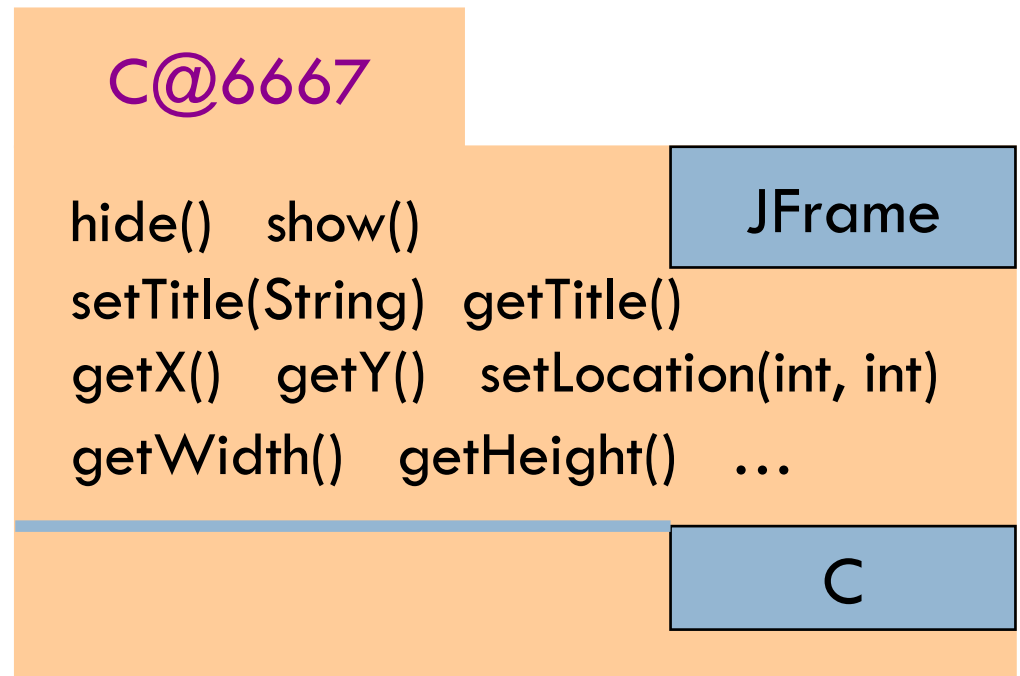 C@6667
JFrame
hide() show()
setTitle(String) getTitle()
getX() getY() setLocation(int, int)
getWidth() getHeight() …
C